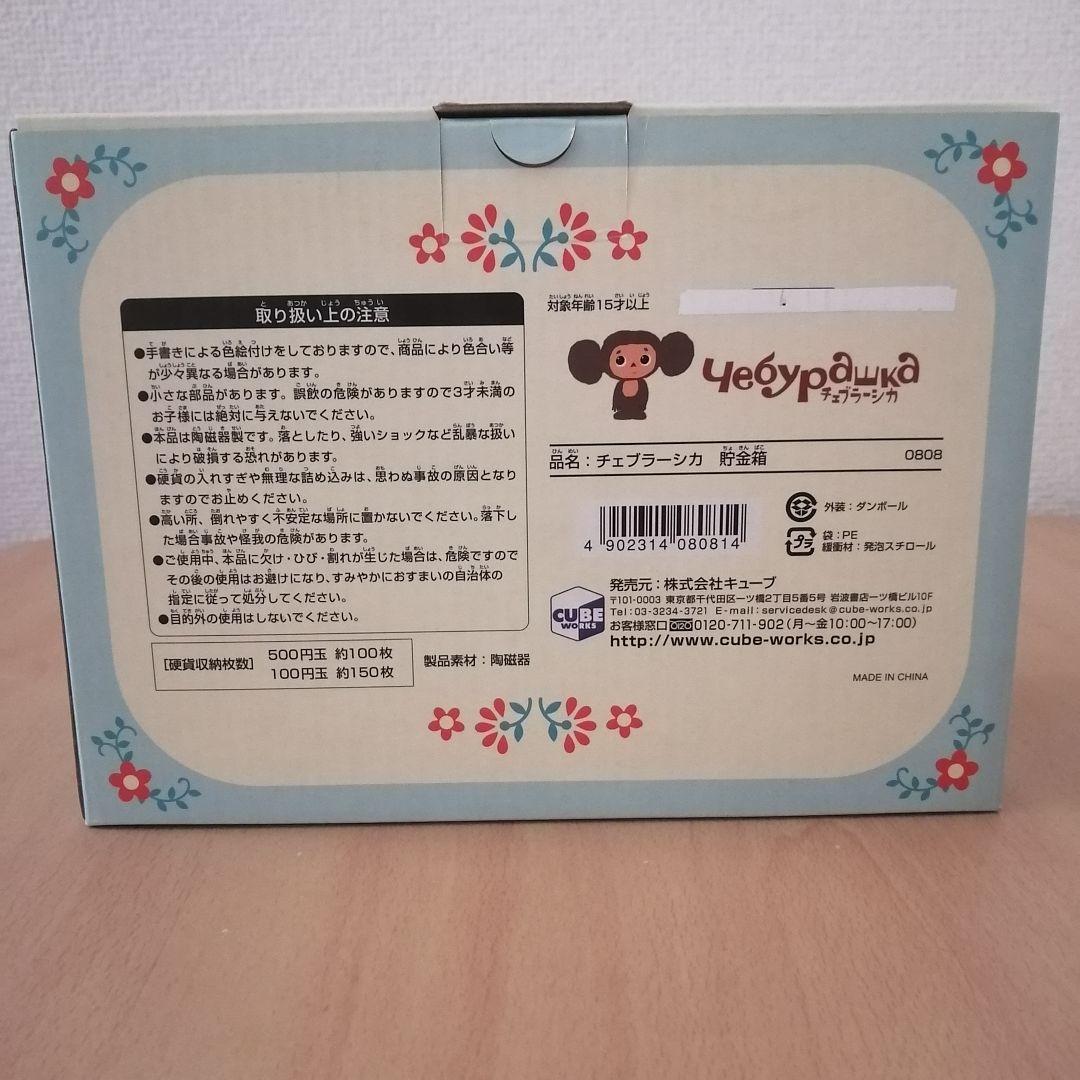 取り扱い上の注意
●手書きによる色絵付けをしておりますので、商品により色合い等
が少々異なる場合があります。
●小さな部品があります。誤飲の危険がありますので3才未満の
お子様には絶対に与えないでください。
●本品は陶磁器製です。落としたり、強いショックなど乱暴な扱い
により破損する恐れがあります。
●硬貨の入れすぎや無理な詰め込みは、思わぬ事故の原因となり
ますのでお止めください。
●高い所、倒れやすく不安定な場所に置かないでください。落下し
た場合事故や怪我の危険があります。
●ご使用中、本品に欠け・ひび・割れが生じた場合は、危険ですので
その後の使用はお避けになり、すみやかにおすまいの自治体の
指定に従って処分してください。
●目的外の使用はしないでください。
[硬貨収納枚数]
500円玉 約100枚
100円玉 約150枚
製品素材：陶磁器
対象年齢15才以上
Чебурашка
チェブラーシカ
品名：チェブラーシカ 貯金箱
0808
4 902314 080814
外装：ダンボール
プラ
袋：PE
緩衝材：発泡スチロール
CUBE
WORKS
発売元：株式会社キューブ
〒101-0003 東京都千代田区一ツ橋2丁目5番5号 岩波書店一ツ橋ビル10F
Tel：03-3234-3721 E-mail：servicedesk@cube-works.co.jp
お客様窓口 0120-711-902（月〜金10:00〜17:00）
http://www.cube-works.co.jp
MADE IN CHINA